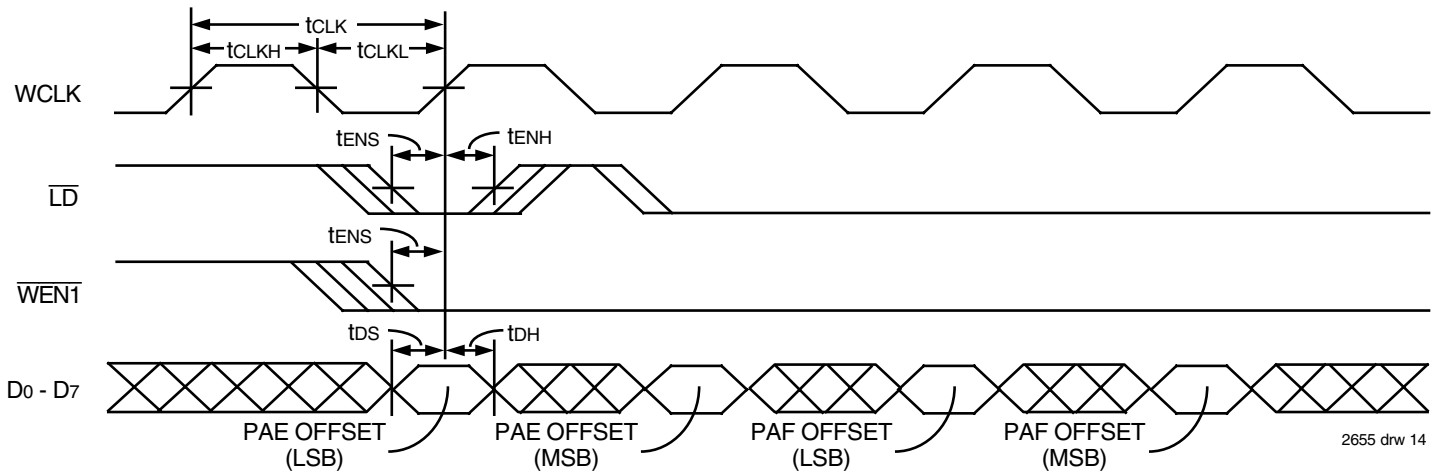 tCLK
tCLKH tCLKL
WCLK
tENS tENH
LD
tENS
WEN1
tDS tDH
D0 - D7
PAE OFFSET PAE OFFSET PAF OFFSET PAF OFFSET
(LSB) (MSB) (LSB) (MSB)
2655 drw 14